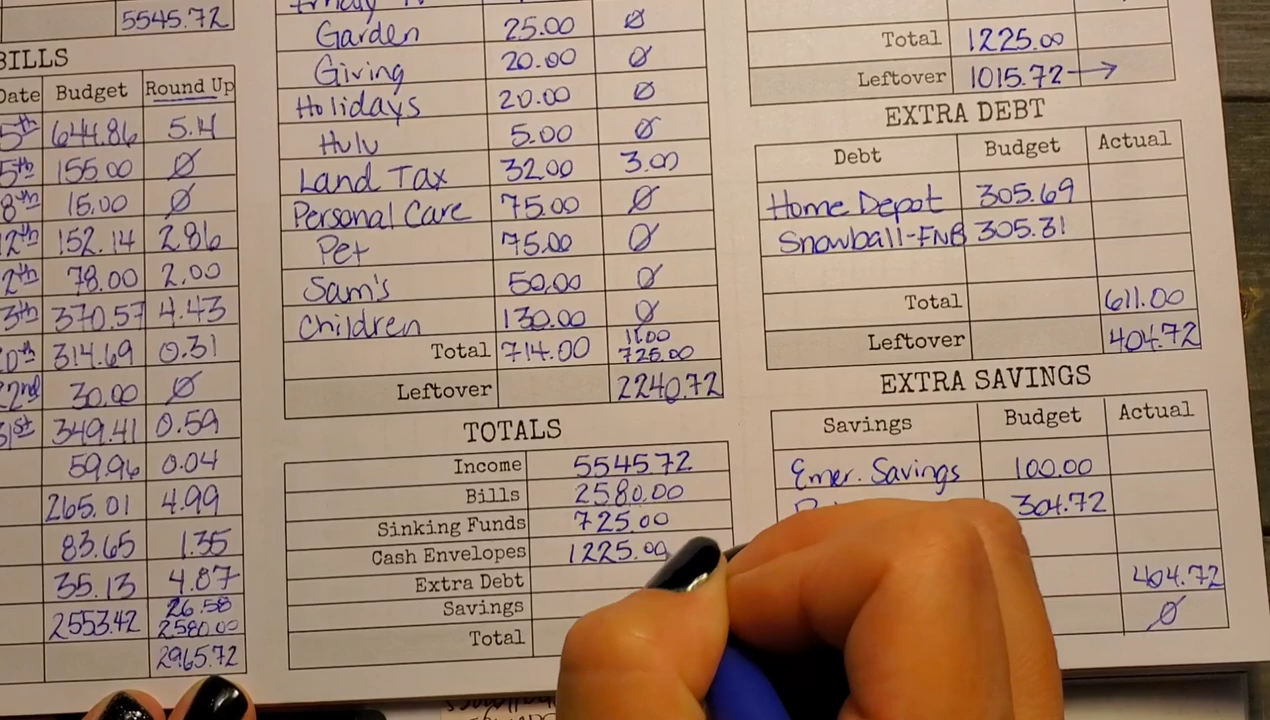 5545.72
BILLS
Date Budget Round Up
5th 644.86 5.14
5th 155.00 Ø
8th 15.00 Ø
2th 152.14 2.86
2th 78.00 2.00
3th 370.57 4.43
0th 314.69 0.31
22nd 30.00 Ø
31st 349.41 0.59
59.96 0.04
265.01 4.99
83.65 1.35
35.13 4.87
26.58
2553.42 2580.00
2965.72
Garden 25.00 Ø
Giving 20.00 Ø
Holidays 20.00 Ø
Hulu 5.00 Ø
Land Tax 32.00 3.00
Personal Care 75.00 Ø
Pet 75.00 Ø
Sam's 50.00 Ø
Children 130.00 Ø
11.00
Total 714.00 725.00
Leftover 2240.72
TOTALS
Income 5545.72
Bills 2580.00
Sinking Funds 725.00
Cash Envelopes 1225.00
Extra Debt
Savings
Total
Total 1225.00
Leftover 1015.72 →
EXTRA DEBT
Debt Budget Actual
Home Depot 305.69
Snowball-FNB 305.31
Total 611.00
Leftover 404.72
EXTRA SAVINGS
Savings Budget Actual
Emer. Savings 100.00
304.72
404.72
Ø